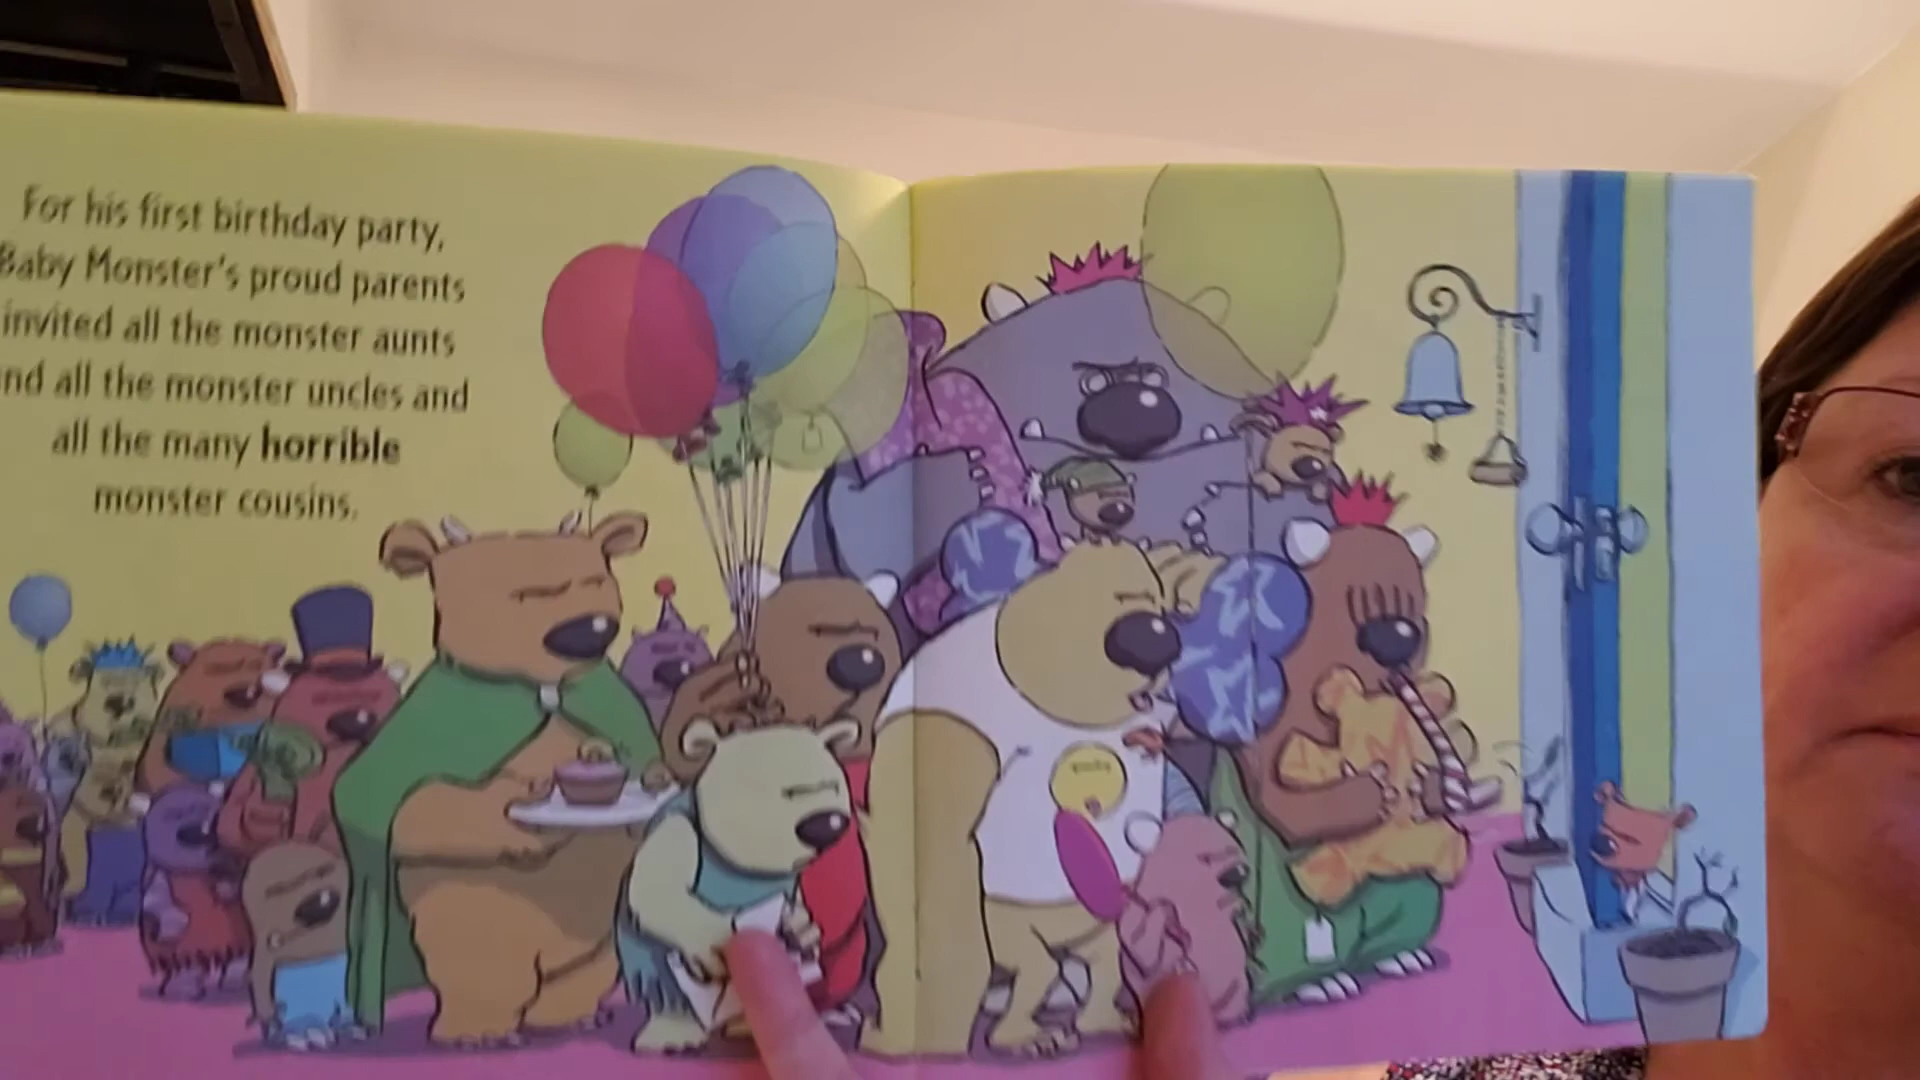 For his first birthday party,
Baby Monster's proud parents
invited all the monster aunts
and all the monster uncles and
all the many horrible
monster cousins.